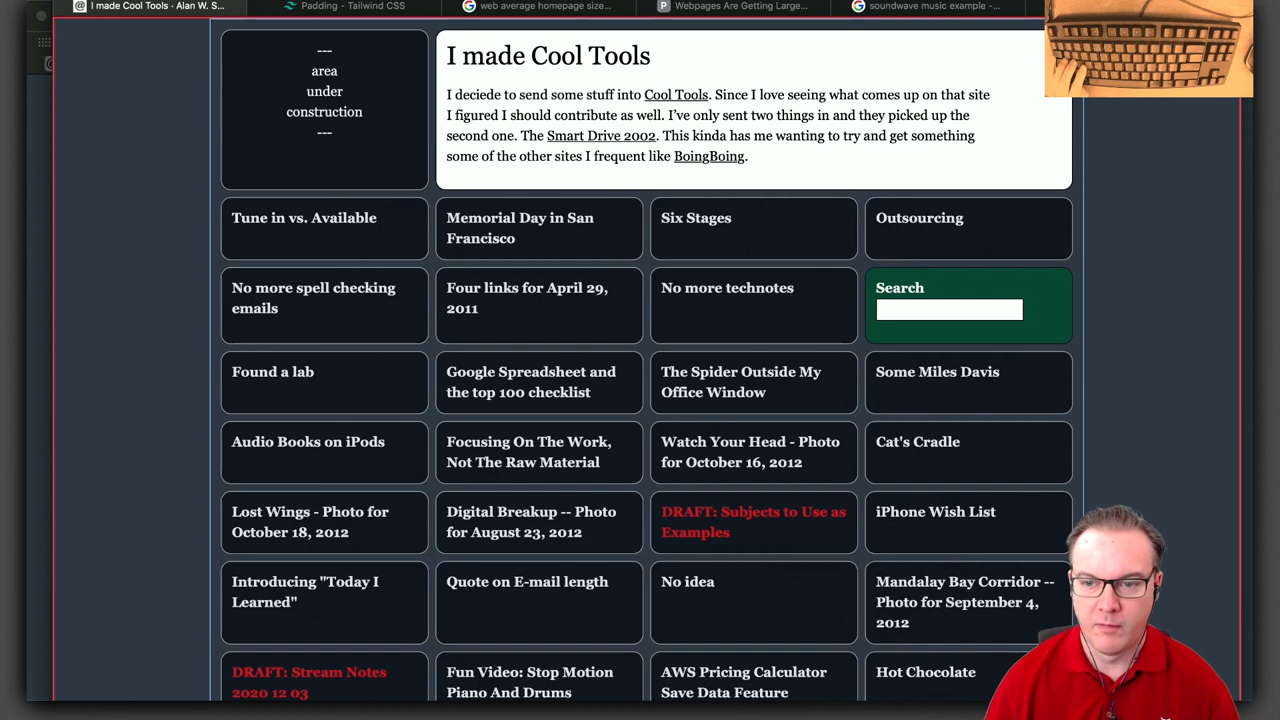 I made Cool Tools · Alan W. S...
Padding - Tailwind CSS
web average homepage size...
Webpages Are Getting Large...
soundwave music example -...
---
area
under
construction
---
I made Cool Tools
I deciede to send some stuff into Cool Tools. Since I love seeing what comes up on that site
I figured I should contribute as well. I've only sent two things in and they picked up the
second one. The Smart Drive 2002. This kinda has me wanting to try and get something
some of the other sites I frequent like BoingBoing.
Tune in vs. Available
Memorial Day in San
Francisco
Six Stages
Outsourcing
No more spell checking
emails
Four links for April 29,
2011
No more technotes
Search
Found a lab
Google Spreadsheet and
the top 100 checklist
The Spider Outside My
Office Window
Some Miles Davis
Audio Books on iPods
Focusing On The Work,
Not The Raw Material
Watch Your Head - Photo
for October 16, 2012
Cat's Cradle
Lost Wings - Photo for
October 18, 2012
Digital Breakup -- Photo
for August 23, 2012
DRAFT: Subjects to Use as
Examples
iPhone Wish List
Introducing "Today I
Learned"
Quote on E-mail length
No idea
Mandalay Bay Corridor --
Photo for September 4,
2012
DRAFT: Stream Notes
2020 12 03
Fun Video: Stop Motion
Piano And Drums
AWS Pricing Calculator
Save Data Feature
Hot Chocolate